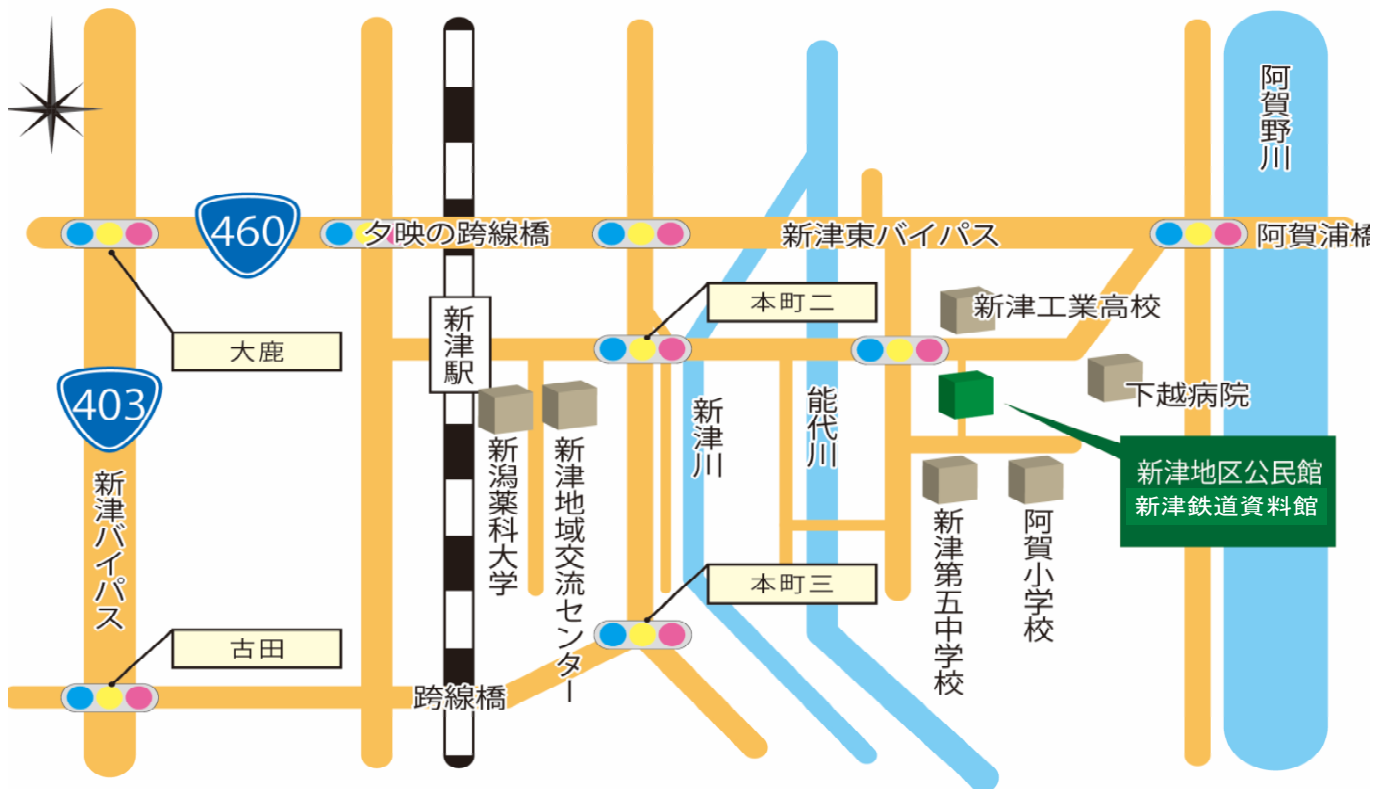 阿賀野川
460
夕映の跨線橋
新津東バイパス
阿賀浦橋
本町二
新津工業高校
新津駅
大鹿
403
下越病院
新津川
能代川
新潟薬科大学
新津地域交流センター
新津地区公民館
新津鉄道資料館
新津バイパス
新津第五中学校
阿賀小学校
本町三
古田
跨線橋